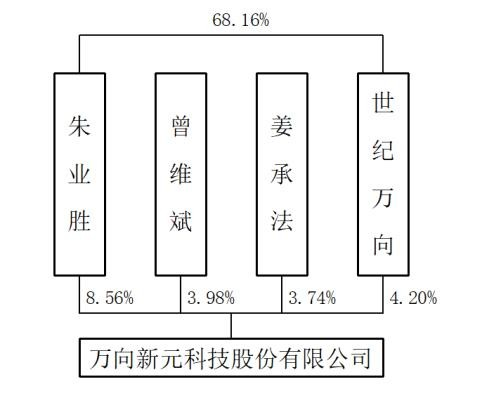 68.16%
朱业胜
曾维斌
姜承法
世纪万向
8.56%
3.98%
3.74%
4.20%
万向新元科技股份有限公司